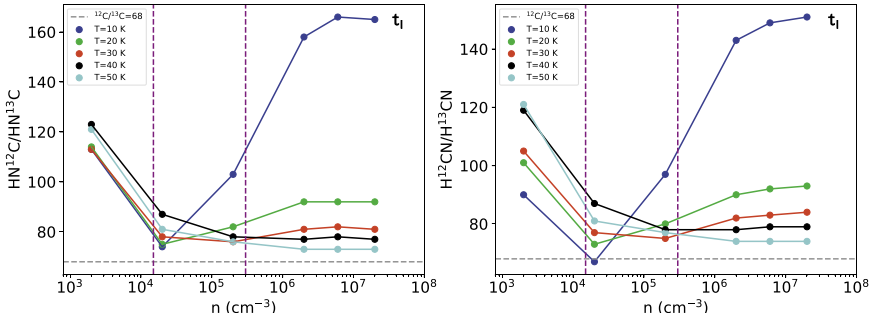 ¹²C/¹³C=68
T=10 K
T=20 K
T=30 K
T=40 K
T=50 K
t_l
HN¹²C/HN¹³C
160
140
120
100
80
10³ 10⁴ 10⁵ 10⁶ 10⁷ 10⁸
n (cm⁻³)
¹²C/¹³C=68
T=10 K
T=20 K
T=30 K
T=40 K
T=50 K
t_l
H¹²CN/H¹³CN
140
120
100
80
10³ 10⁴ 10⁵ 10⁶ 10⁷ 10⁸
n (cm⁻³)